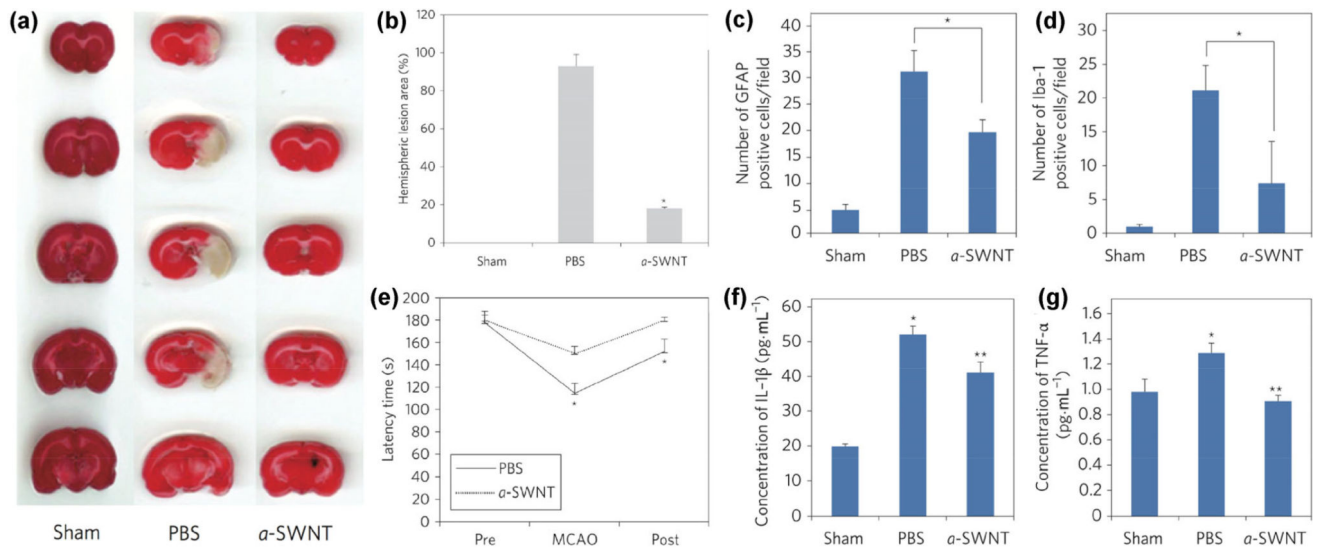 (a)
Sham PBS a-SWNT
(b)
Hemispheric lesion area (%)
120
100
80
60
40
20
0
Sham PBS a-SWNT
*
(c)
Number of GFAP
positive cells/field
40
35
30
25
20
15
10
5
0
Sham PBS a-SWNT
*
(d)
Number of Iba-1
positive cells/field
30
25
20
15
10
5
0
Sham PBS a-SWNT
*
(e)
Latency time (s)
200
180
160
140
120
100
80
60
40
20
0
Pre MCAO Post
PBS
a-SWNT
*
*
(f)
Concentration of IL-1β (pg·mL⁻¹)
60
50
40
30
20
10
0
Sham PBS a-SWNT
*
**
(g)
Concentration of TNF-α
(pg·mL⁻¹)
1.6
1.4
1.2
1.0
0.8
0.6
0.4
0.2
0
Sham PBS a-SWNT
*
**